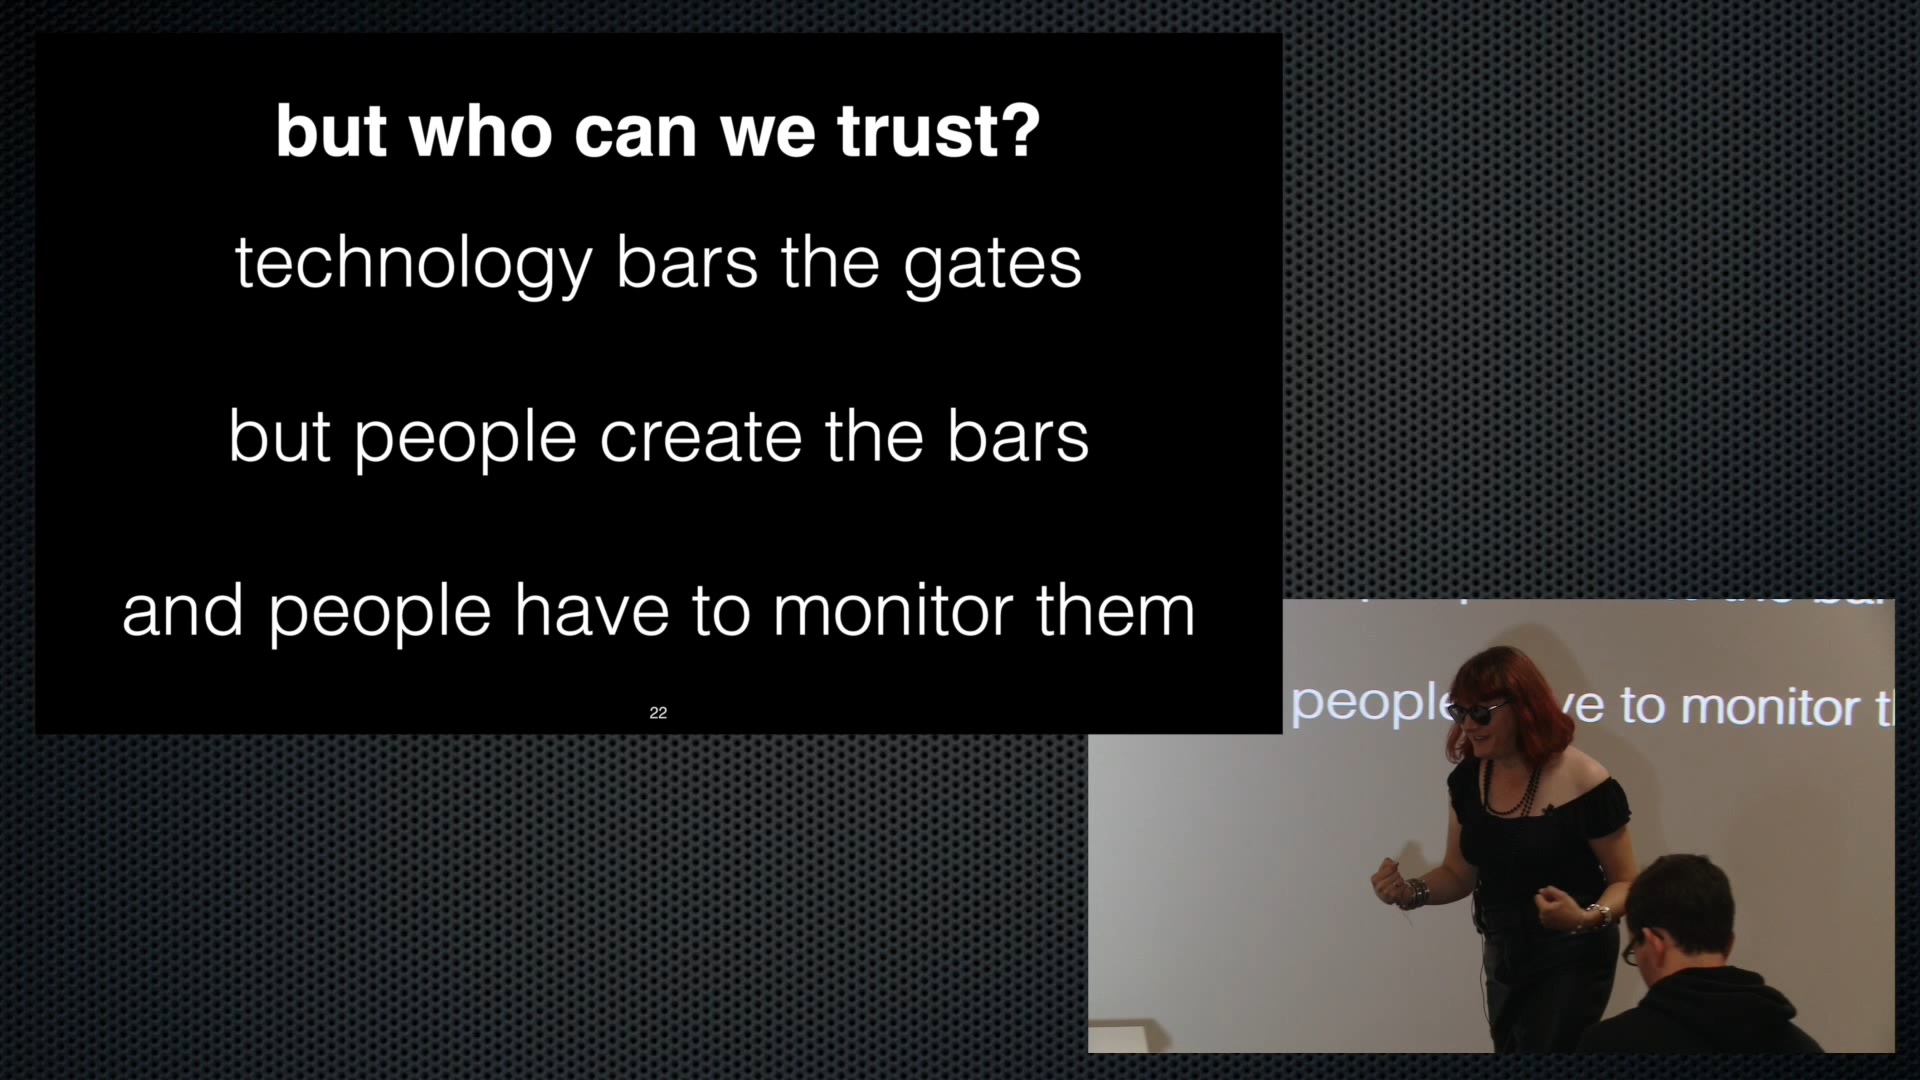 but who can we trust?
technology bars the gates
but people create the bars
and people have to monitor them
22
people ve to monitor